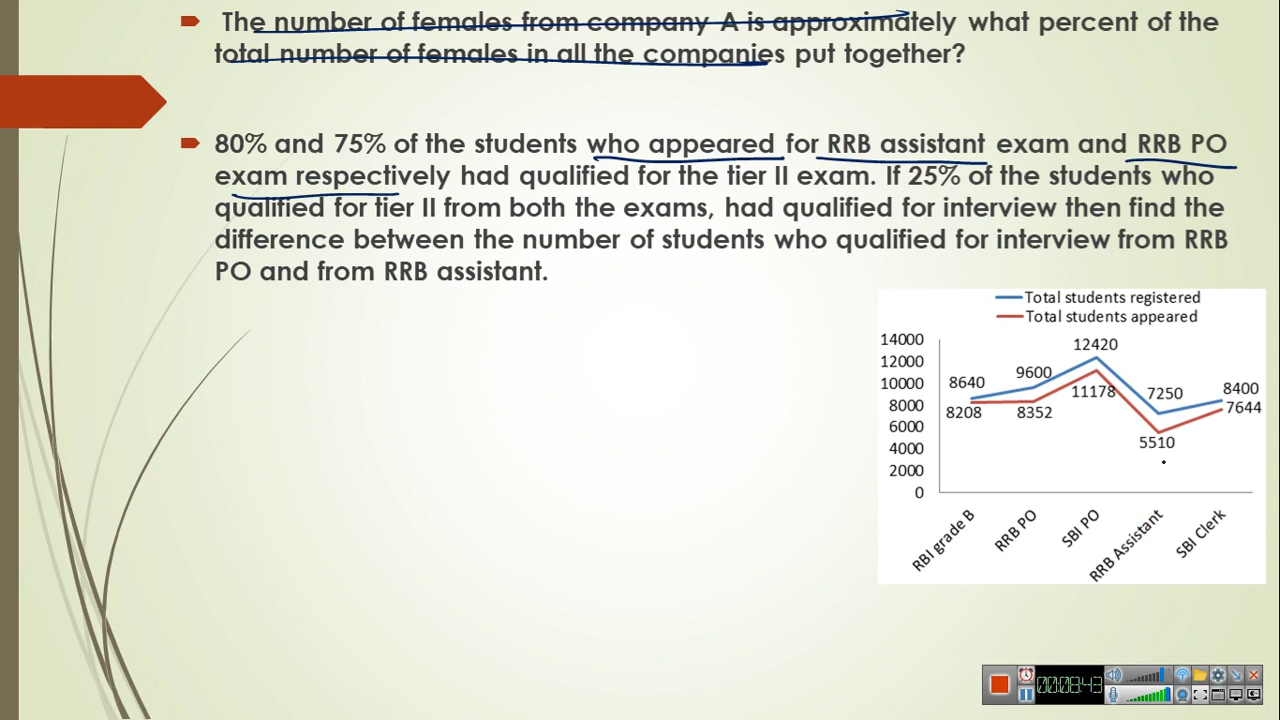 The number of females from company A is approximately what percent of the
total number of females in all the companies put together?
80% and 75% of the students who appeared for RRB assistant exam and RRB PO
exam respectively had qualified for the tier II exam. If 25% of the students who
qualified for tier II from both the exams, had qualified for interview then find the
difference between the number of students who qualified for interview from RRB
PO and from RRB assistant.
Total students registered
Total students appeared
14000
12000
10000
8000
6000
4000
2000
0
8640
9600
12420
7250
8400
8208
8352
11178
5510
7644
RBI grade B
RRB PO
SBI PO
RRB Assistant
SBI Clerk
00:08:43